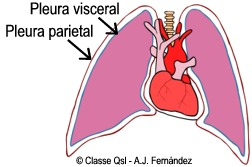 Pleura visceral
Pleura parietal
© Classe Qsl - A.J. Fernández